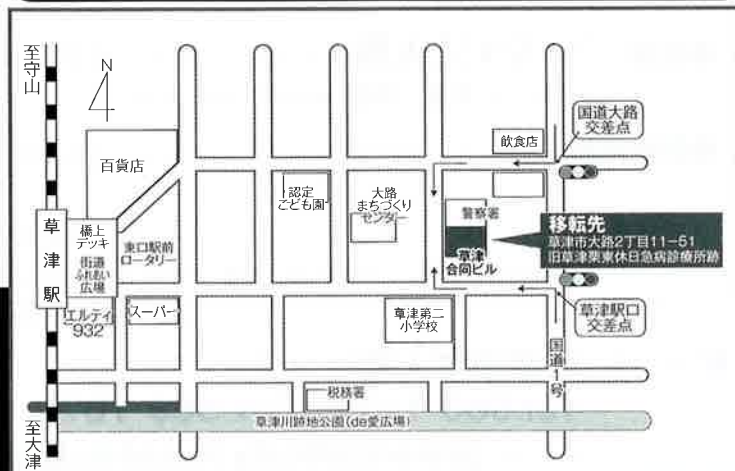 至守山
N
百貨店
飲食店
国道大路
交差点
認定
こども園
大路
まちづくり
センター
警察署
草津
合同ビル
移転先
草津市大路2丁目11-51
旧草津栗東休日急病診療所跡
草津駅
橋上
デッキ
街道
ふれあい
広場
東口駅前
ロータリー
エルティ
932
スーパー
草津第二
小学校
草津駅口
交差点
国道1号
税務署
草津川跡地公園(de愛広場)
至大津